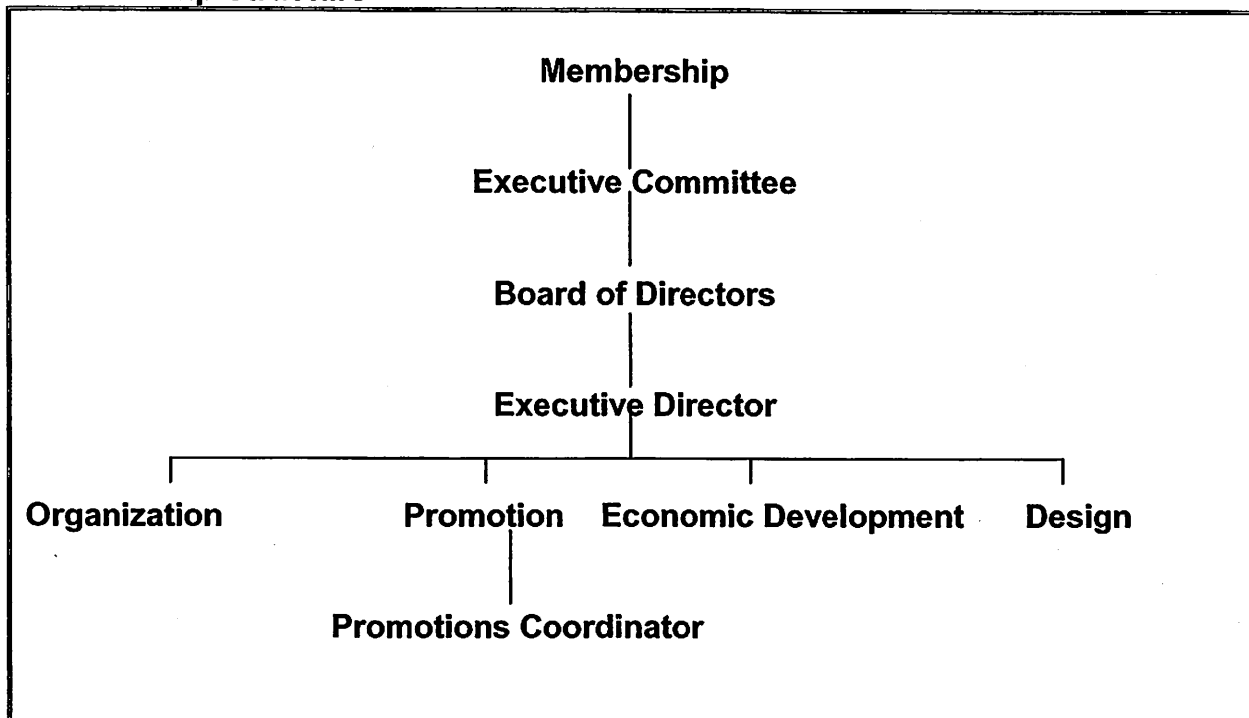 Membership
Executive Committee
Board of Directors
Executive Director
Organization Promotion Economic Development Design
Promotions Coordinator